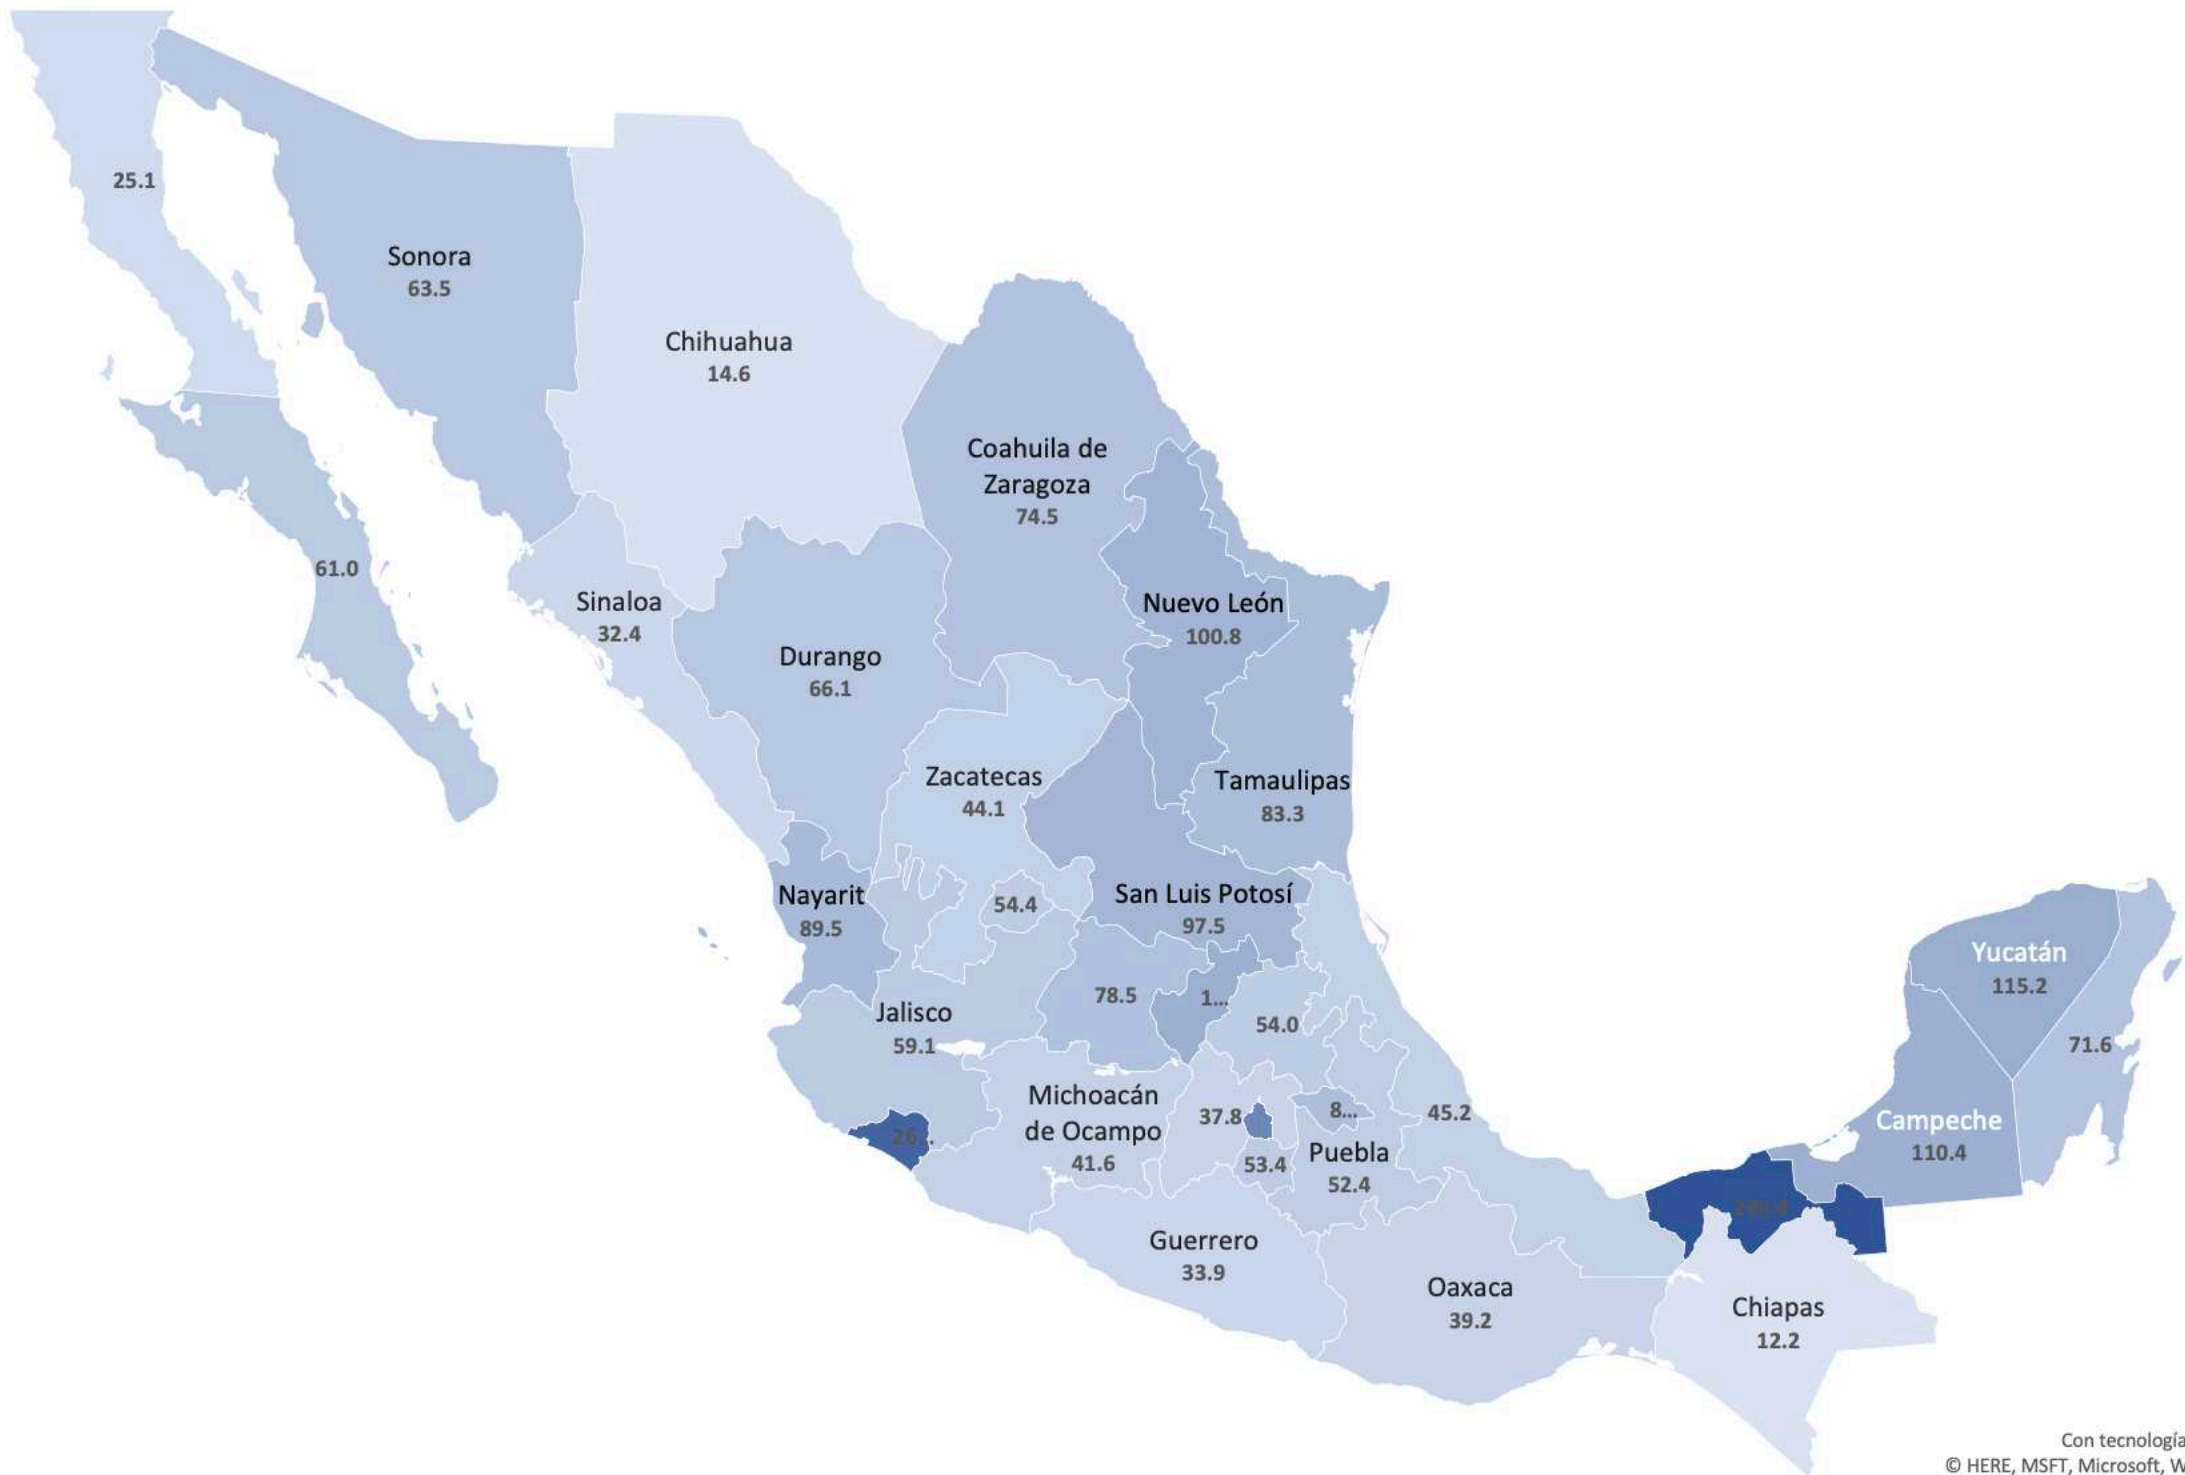 25.1
Sonora
63.5
Chihuahua
14.6
Coahuila de
Zaragoza
74.5
61.0
Sinaloa
32.4
Nuevo León
100.8
Durango
66.1
Zacatecas
44.1
Tamaulipas
83.3
Nayarit
89.5
54.4
San Luis Potosí
97.5
78.5
1...
54.0
Jalisco
59.1
Yucatán
115.2
71.6
Michoacán
de Ocampo
41.6
37.8
8...
45.2
26...
53.4
Puebla
52.4
Campeche
110.4
Guerrero
33.9
Oaxaca
39.2
Chiapas
12.2
Con tecnología
© HERE, MSFT, Microsoft, W